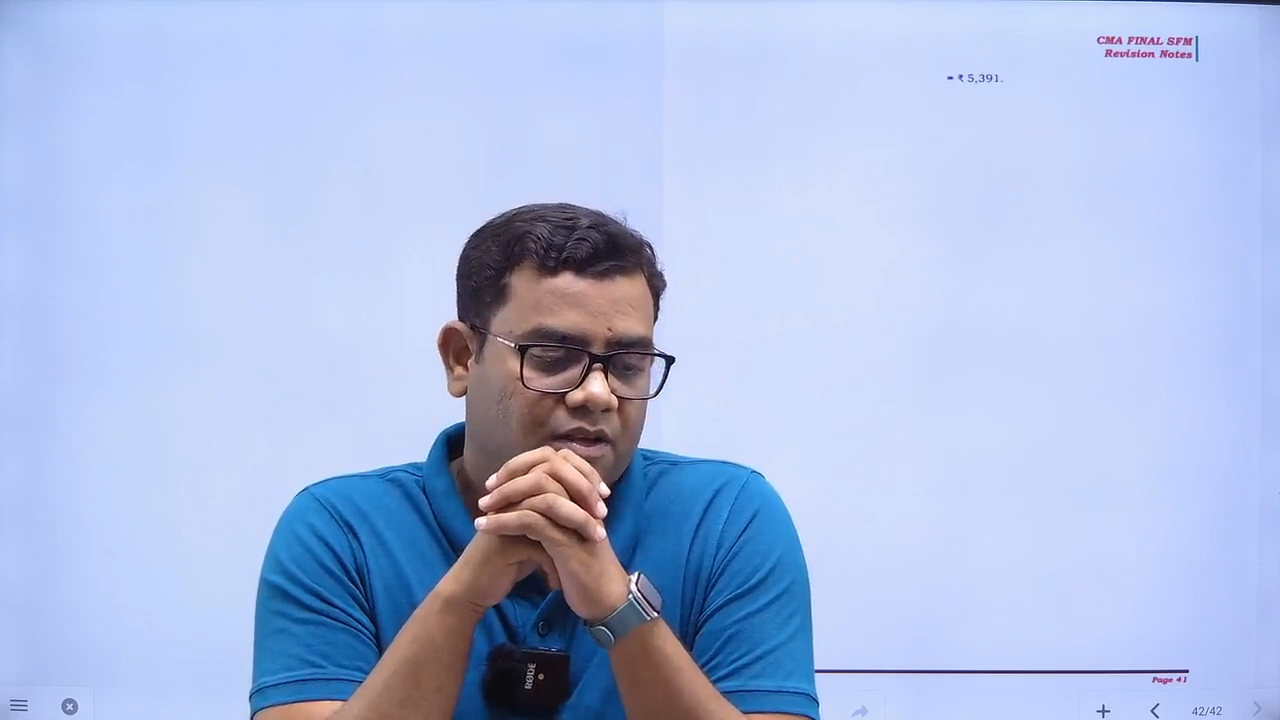 CMA FINAL SFM
Revision Notes
= ₹ 5,391.
RØDE
Page 41
42/42